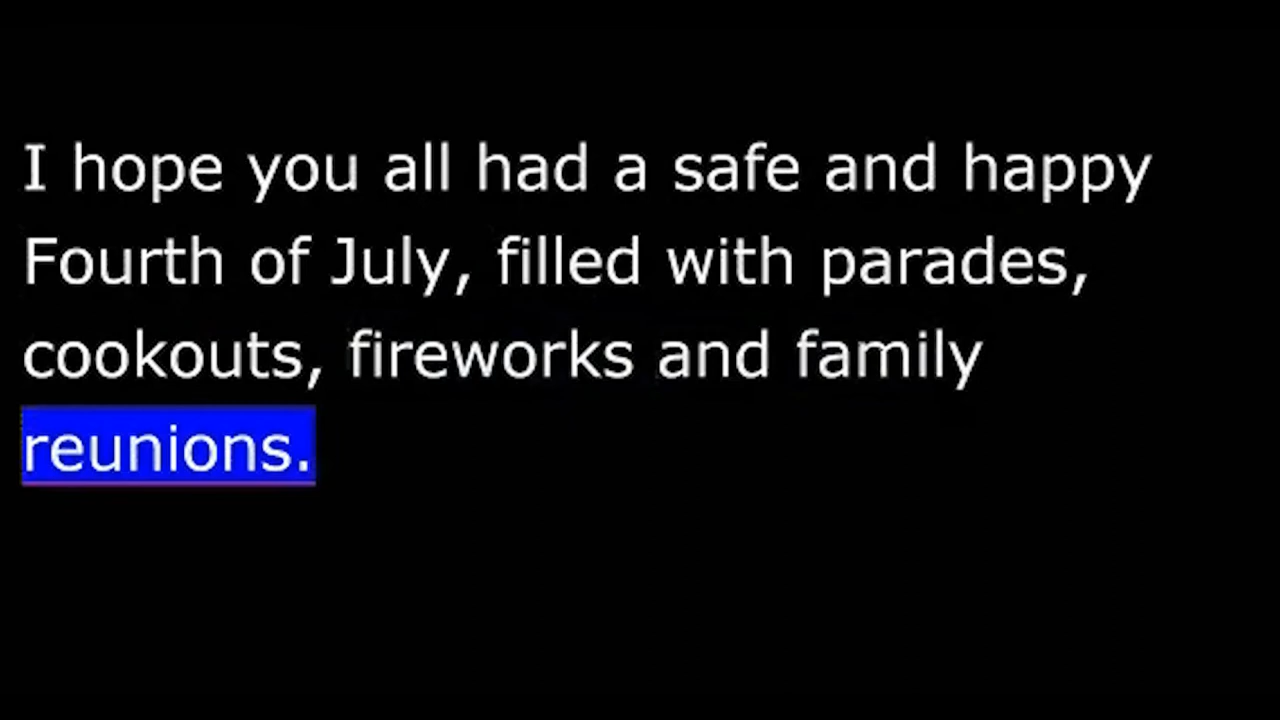 I hope you all had a safe and happy
Fourth of July, filled with parades,
cookouts, fireworks and family
reunions.